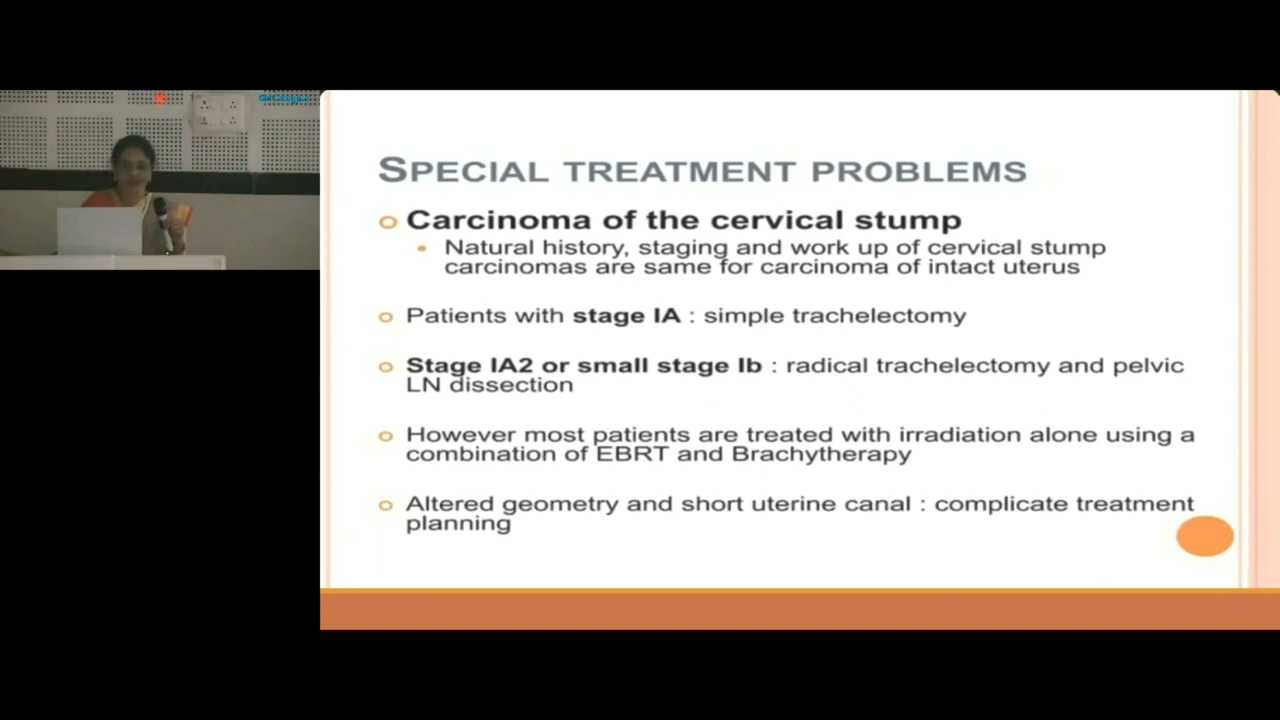 SPECIAL TREATMENT PROBLEMS
Carcinoma of the cervical stump
Natural history, staging and work up of cervical stump
carcinomas are same for carcinoma of intact uterus
Patients with stage IA : simple trachelectomy
Stage IA2 or small stage Ib : radical trachelectomy and pelvic
LN dissection
However most patients are treated with irradiation alone using a
combination of EBRT and Brachytherapy
Altered geometry and short uterine canal : complicate treatment
planning